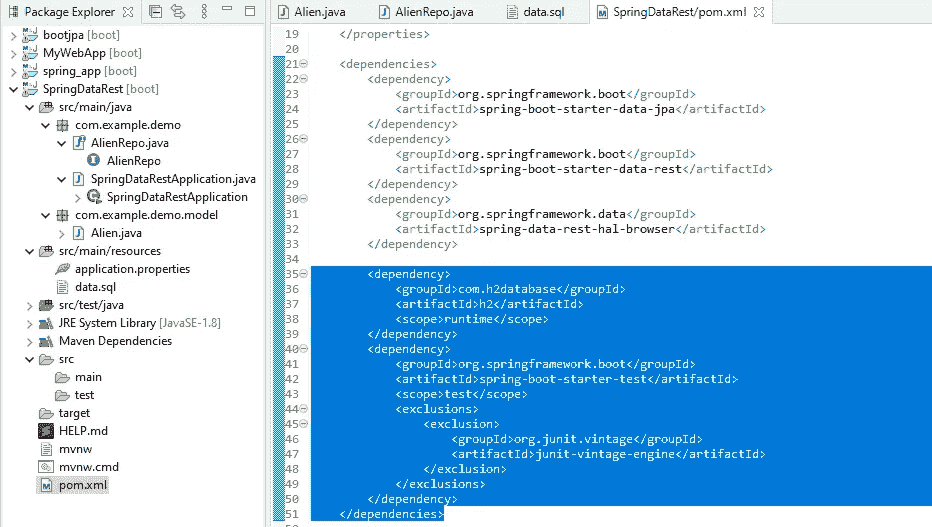 Package Explorer
bootjpa [boot]
MyWebApp [boot]
spring_app [boot]
SpringDataRest [boot]
src/main/java
com.example.demo
AlienRepo.java
AlienRepo
SpringDataRestApplication.java
SpringDataRestApplication
com.example.demo.model
Alien.java
src/main/resources
application.properties
data.sql
src/test/java
JRE System Library [JavaSE-1.8]
Maven Dependencies
src
main
test
target
HELP.md
mvnw
mvnw.cmd
pom.xml
Alien.java AlienRepo.java data.sql SpringDataRest/pom.xml
19 </properties>
20
21 <dependencies>
22 <dependency>
23 <groupId>org.springframework.boot</groupId>
24 <artifactId>spring-boot-starter-data-jpa</artifactId>
25 </dependency>
26 <dependency>
27 <groupId>org.springframework.boot</groupId>
28 <artifactId>spring-boot-starter-data-rest</artifactId>
29 </dependency>
30 <dependency>
31 <groupId>org.springframework.data</groupId>
32 <artifactId>spring-data-rest-hal-browser</artifactId>
33 </dependency>
34
35 <dependency>
36 <groupId>com.h2database</groupId>
37 <artifactId>h2</artifactId>
38 <scope>runtime</scope>
39 </dependency>
40 <dependency>
41 <groupId>org.springframework.boot</groupId>
42 <artifactId>spring-boot-starter-test</artifactId>
43 <scope>test</scope>
44 <exclusions>
45 <exclusion>
46 <groupId>org.junit.vintage</groupId>
47 <artifactId>junit-vintage-engine</artifactId>
48 </exclusion>
49 </exclusions>
50 </dependency>
51 </dependencies>